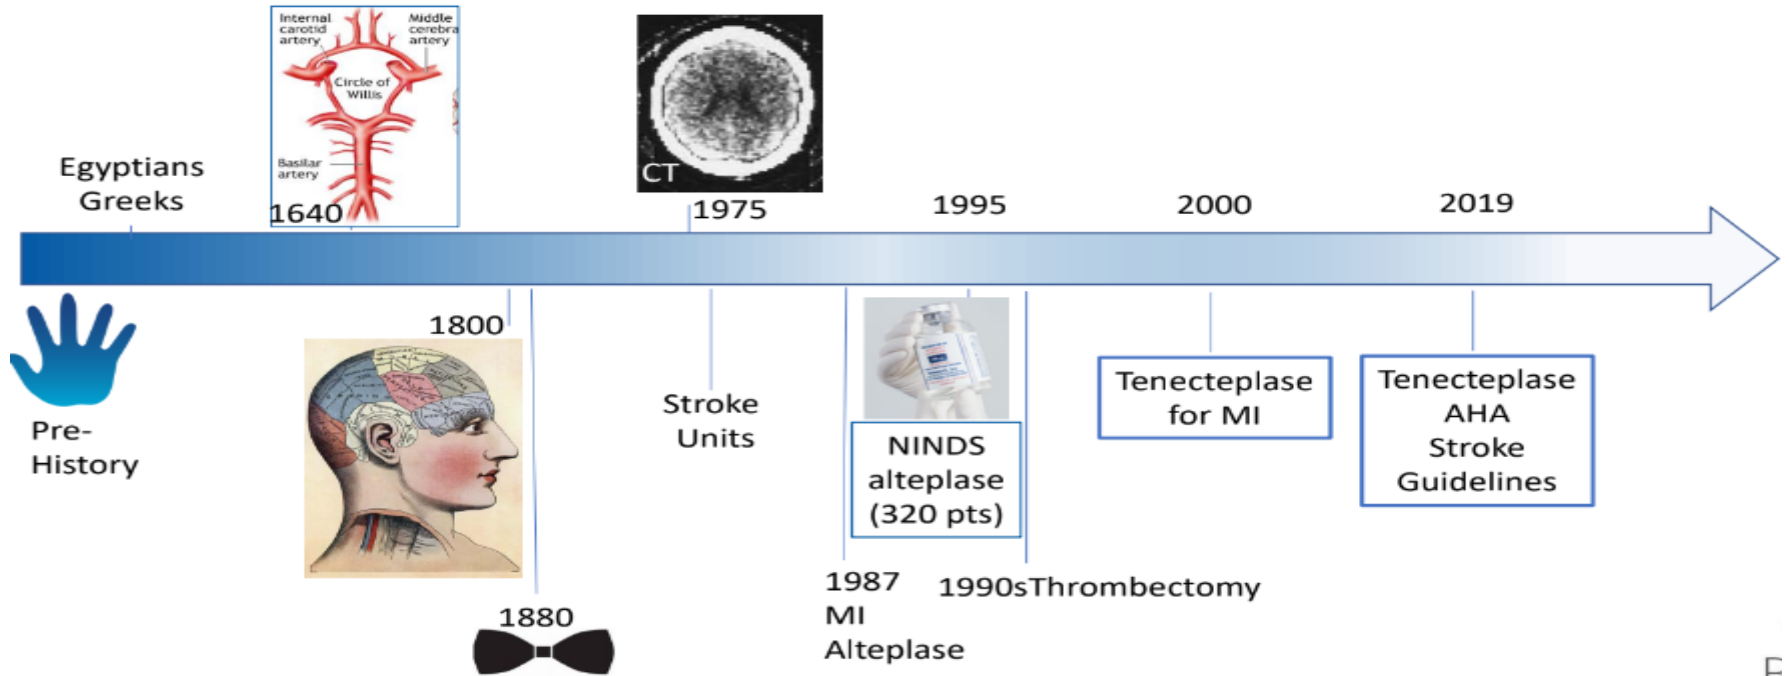 Internal
carotid
artery
Middle
cerebra
artery
Circle of
Willis
Basilar
artery
1640
Egyptians
Greeks
CT
1975
1995
2000
2019
Pre-
History
1800
1880
Stroke
Units
1987
MI
Alteplase
NINDS
alteplase
(320 pts)
1990sThrombectomy
Tenecteplase
for MI
Tenecteplase
AHA
Stroke
Guidelines